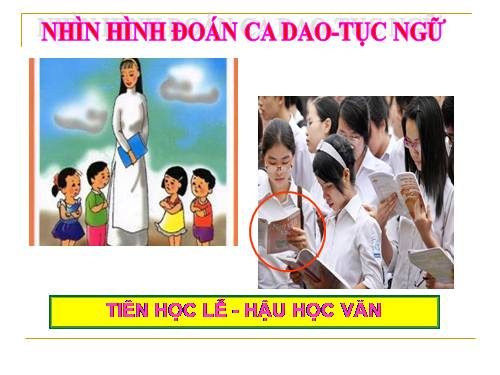 NHÌN HÌNH ĐOÁN CA DAO-TỤC NGỮ
TIÊN HỌC LỄ - HẬU HỌC VĂN